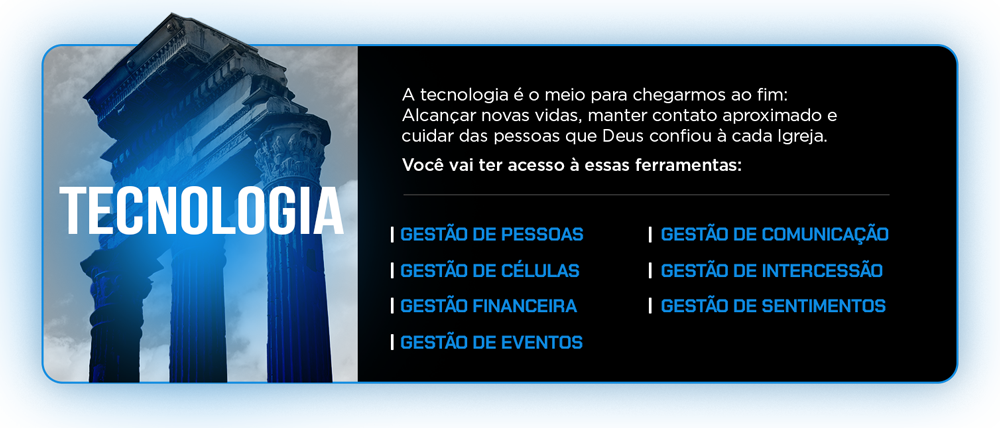 TECNOLOGIA
A tecnologia é o meio para chegarmos ao fim:
Alcançar novas vidas, manter contato aproximado e
cuidar das pessoas que Deus confiou à cada Igreja.
Você vai ter acesso à essas ferramentas:
| GESTÃO DE PESSOAS
| GESTÃO DE CÉLULAS
| GESTÃO FINANCEIRA
| GESTÃO DE EVENTOS
| GESTÃO DE COMUNICAÇÃO
| GESTÃO DE INTERCESSÃO
| GESTÃO DE SENTIMENTOS